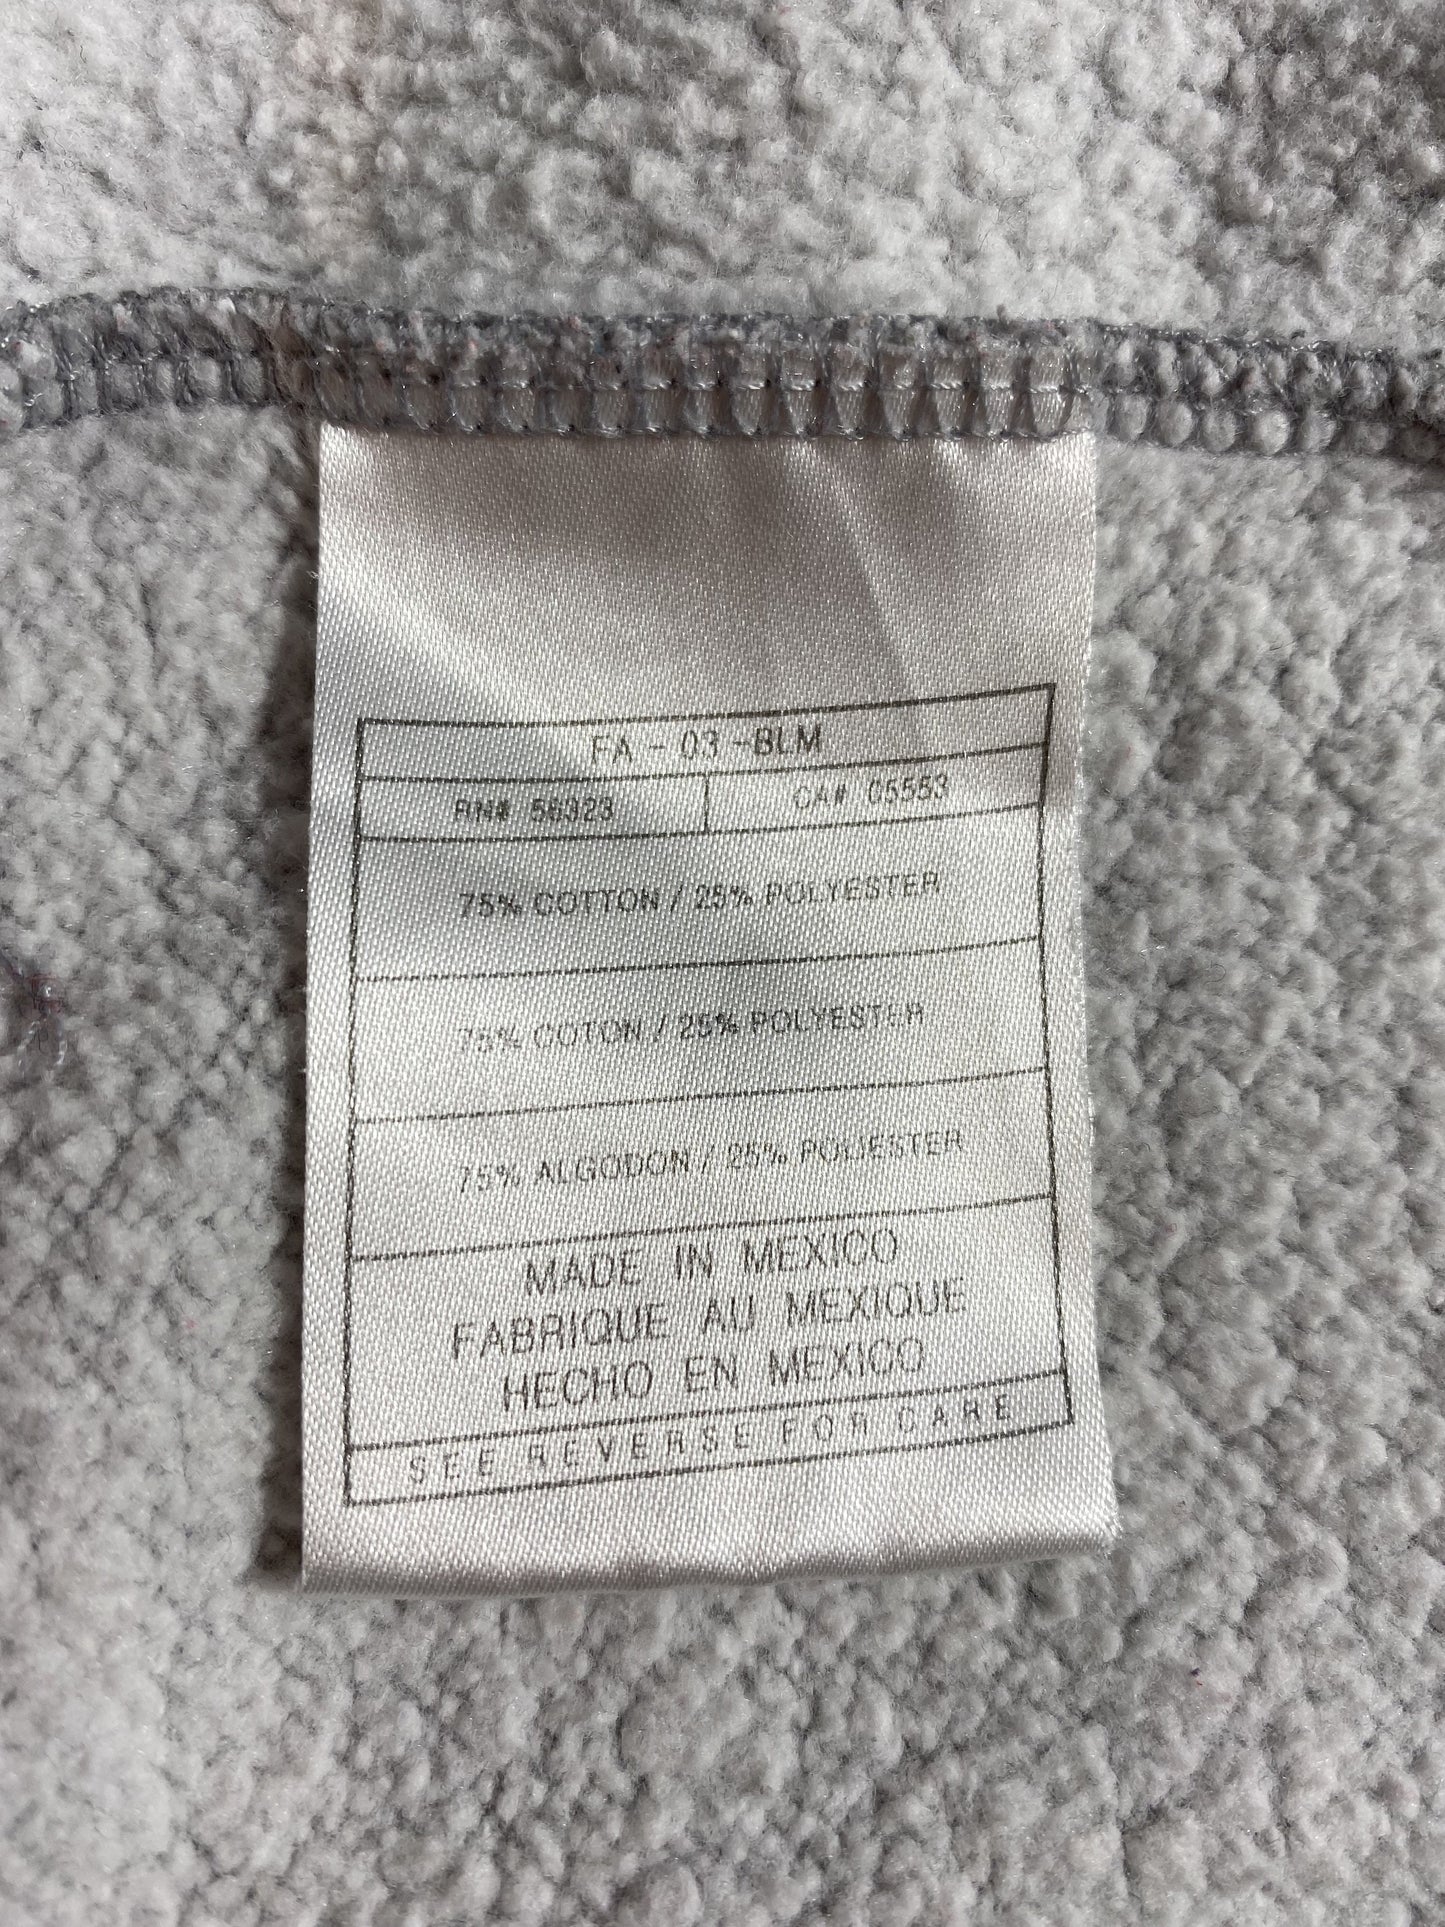 FA - 03 - BLM
RN# 56323 CA# 05553
75% COTTON / 25% POLYESTER
75% COTON / 25% POLYESTER
75% ALGODON / 25% POLIESTER
MADE IN MEXICO
FABRIQUE AU MEXIQUE
HECHO EN MEXICO
SEE REVERSE FOR CARE